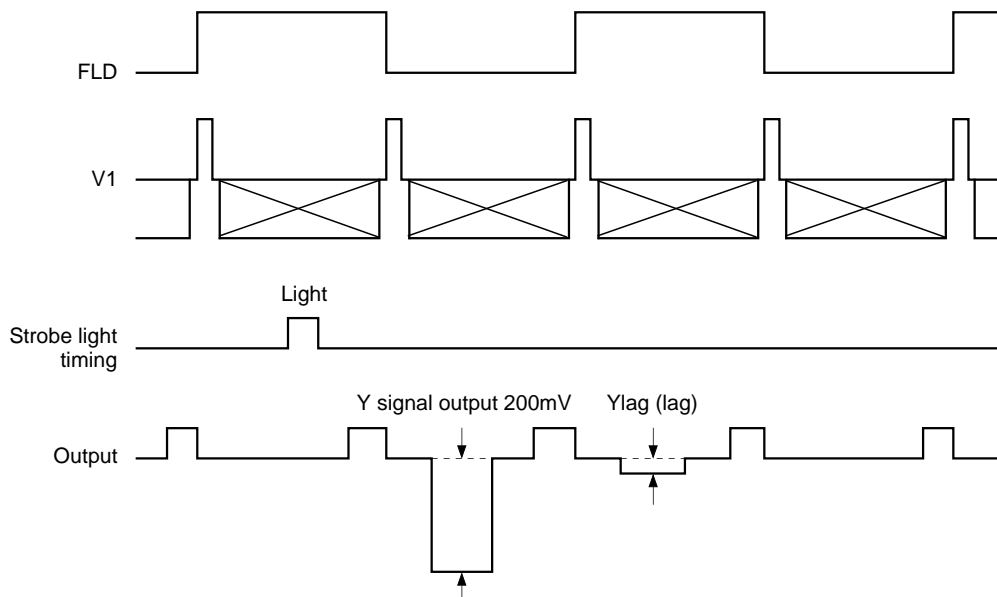 FLD
V1
Light
Strobe light
timing
Y signal output 200mV
Ylag (lag)
Output